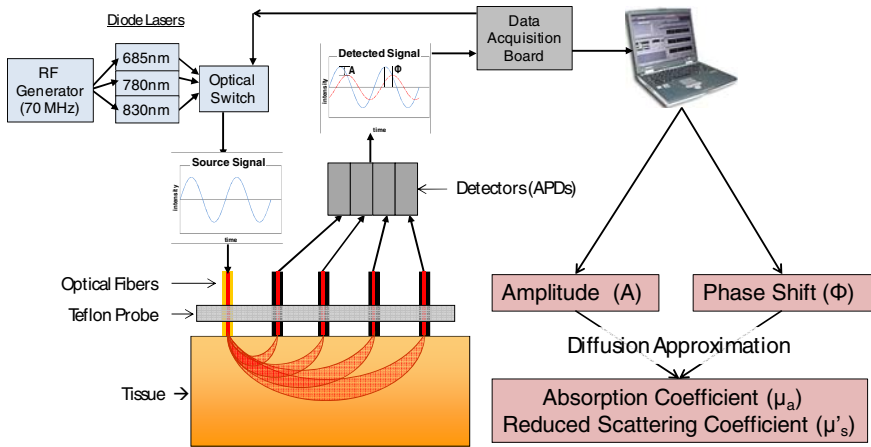 Diode Lasers
RF
Generator
(70 MHz)
685nm
780nm
830nm
Optical
Switch
Detected Signal
A
Φ
intensity
time
Data
Acquisition
Board
Source Signal
intensity
time
Detectors (APDs)
Optical Fibers
Teflon Probe
Tissue
Amplitude (A)
Phase Shift (Φ)
Diffusion Approximation
Absorption Coefficient (μa)
Reduced Scattering Coefficient (μ's)